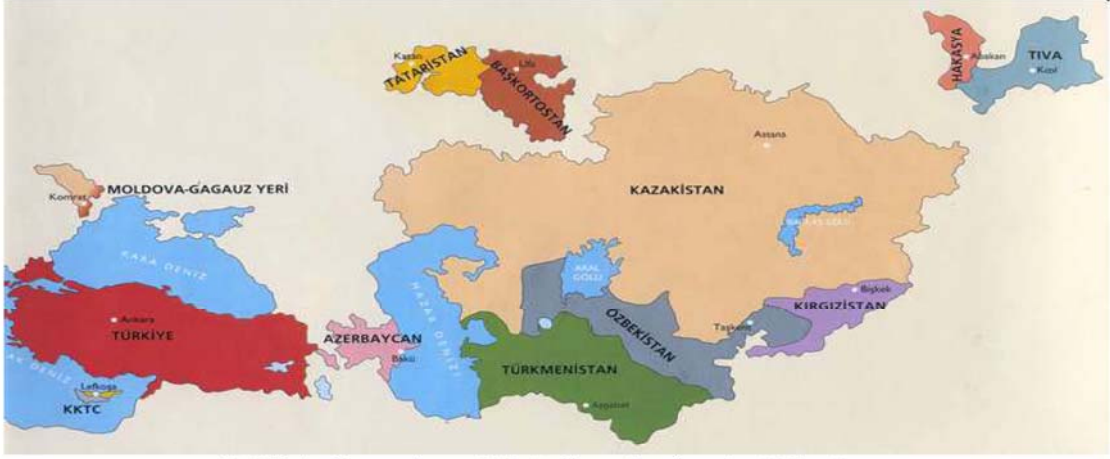 Kazan
TATARİSTAN
Ufa
BAŞKORTOSTAN
HAKASYA
Abakan
TIVA
Kızıl
Astana
KAZAKİSTAN
Komrat
MOLDOVA-GAGAUZ YERİ
KARA DENİZ
BALKAŞ GÖLÜ
ARAL
GÖLÜ
HAZAR DENİZİ
Bişkek
KIRGIZİSTAN
ÖZBEKİSTAN
Taşkent
Ankara
TÜRKİYE
AZERBAYCAN
Bakü
AK DENİZ
TÜRKMENİSTAN
Lefkoşa
KKTC
Aşgabat